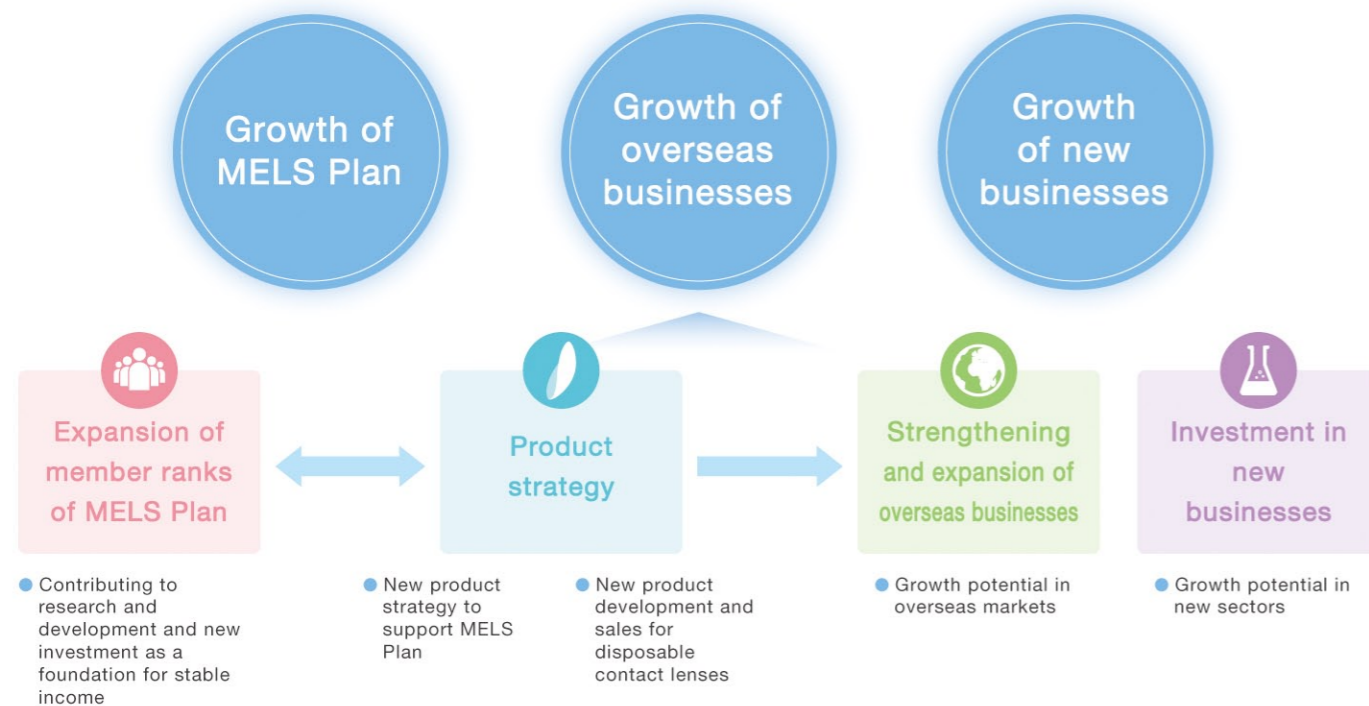 Growth of
MELS Plan
Growth of
overseas
businesses
Growth
of new
businesses
Expansion of
member ranks
of MELS Plan
Product
strategy
Strengthening
and expansion of
overseas businesses
Investment in
new
businesses
Contributing to
research and
development and new
investment as a
foundation for stable
income
New product
strategy to
support MELS
Plan
New product
development and
sales for
disposable
contact lenses
Growth potential in
overseas markets
Growth potential in
new sectors